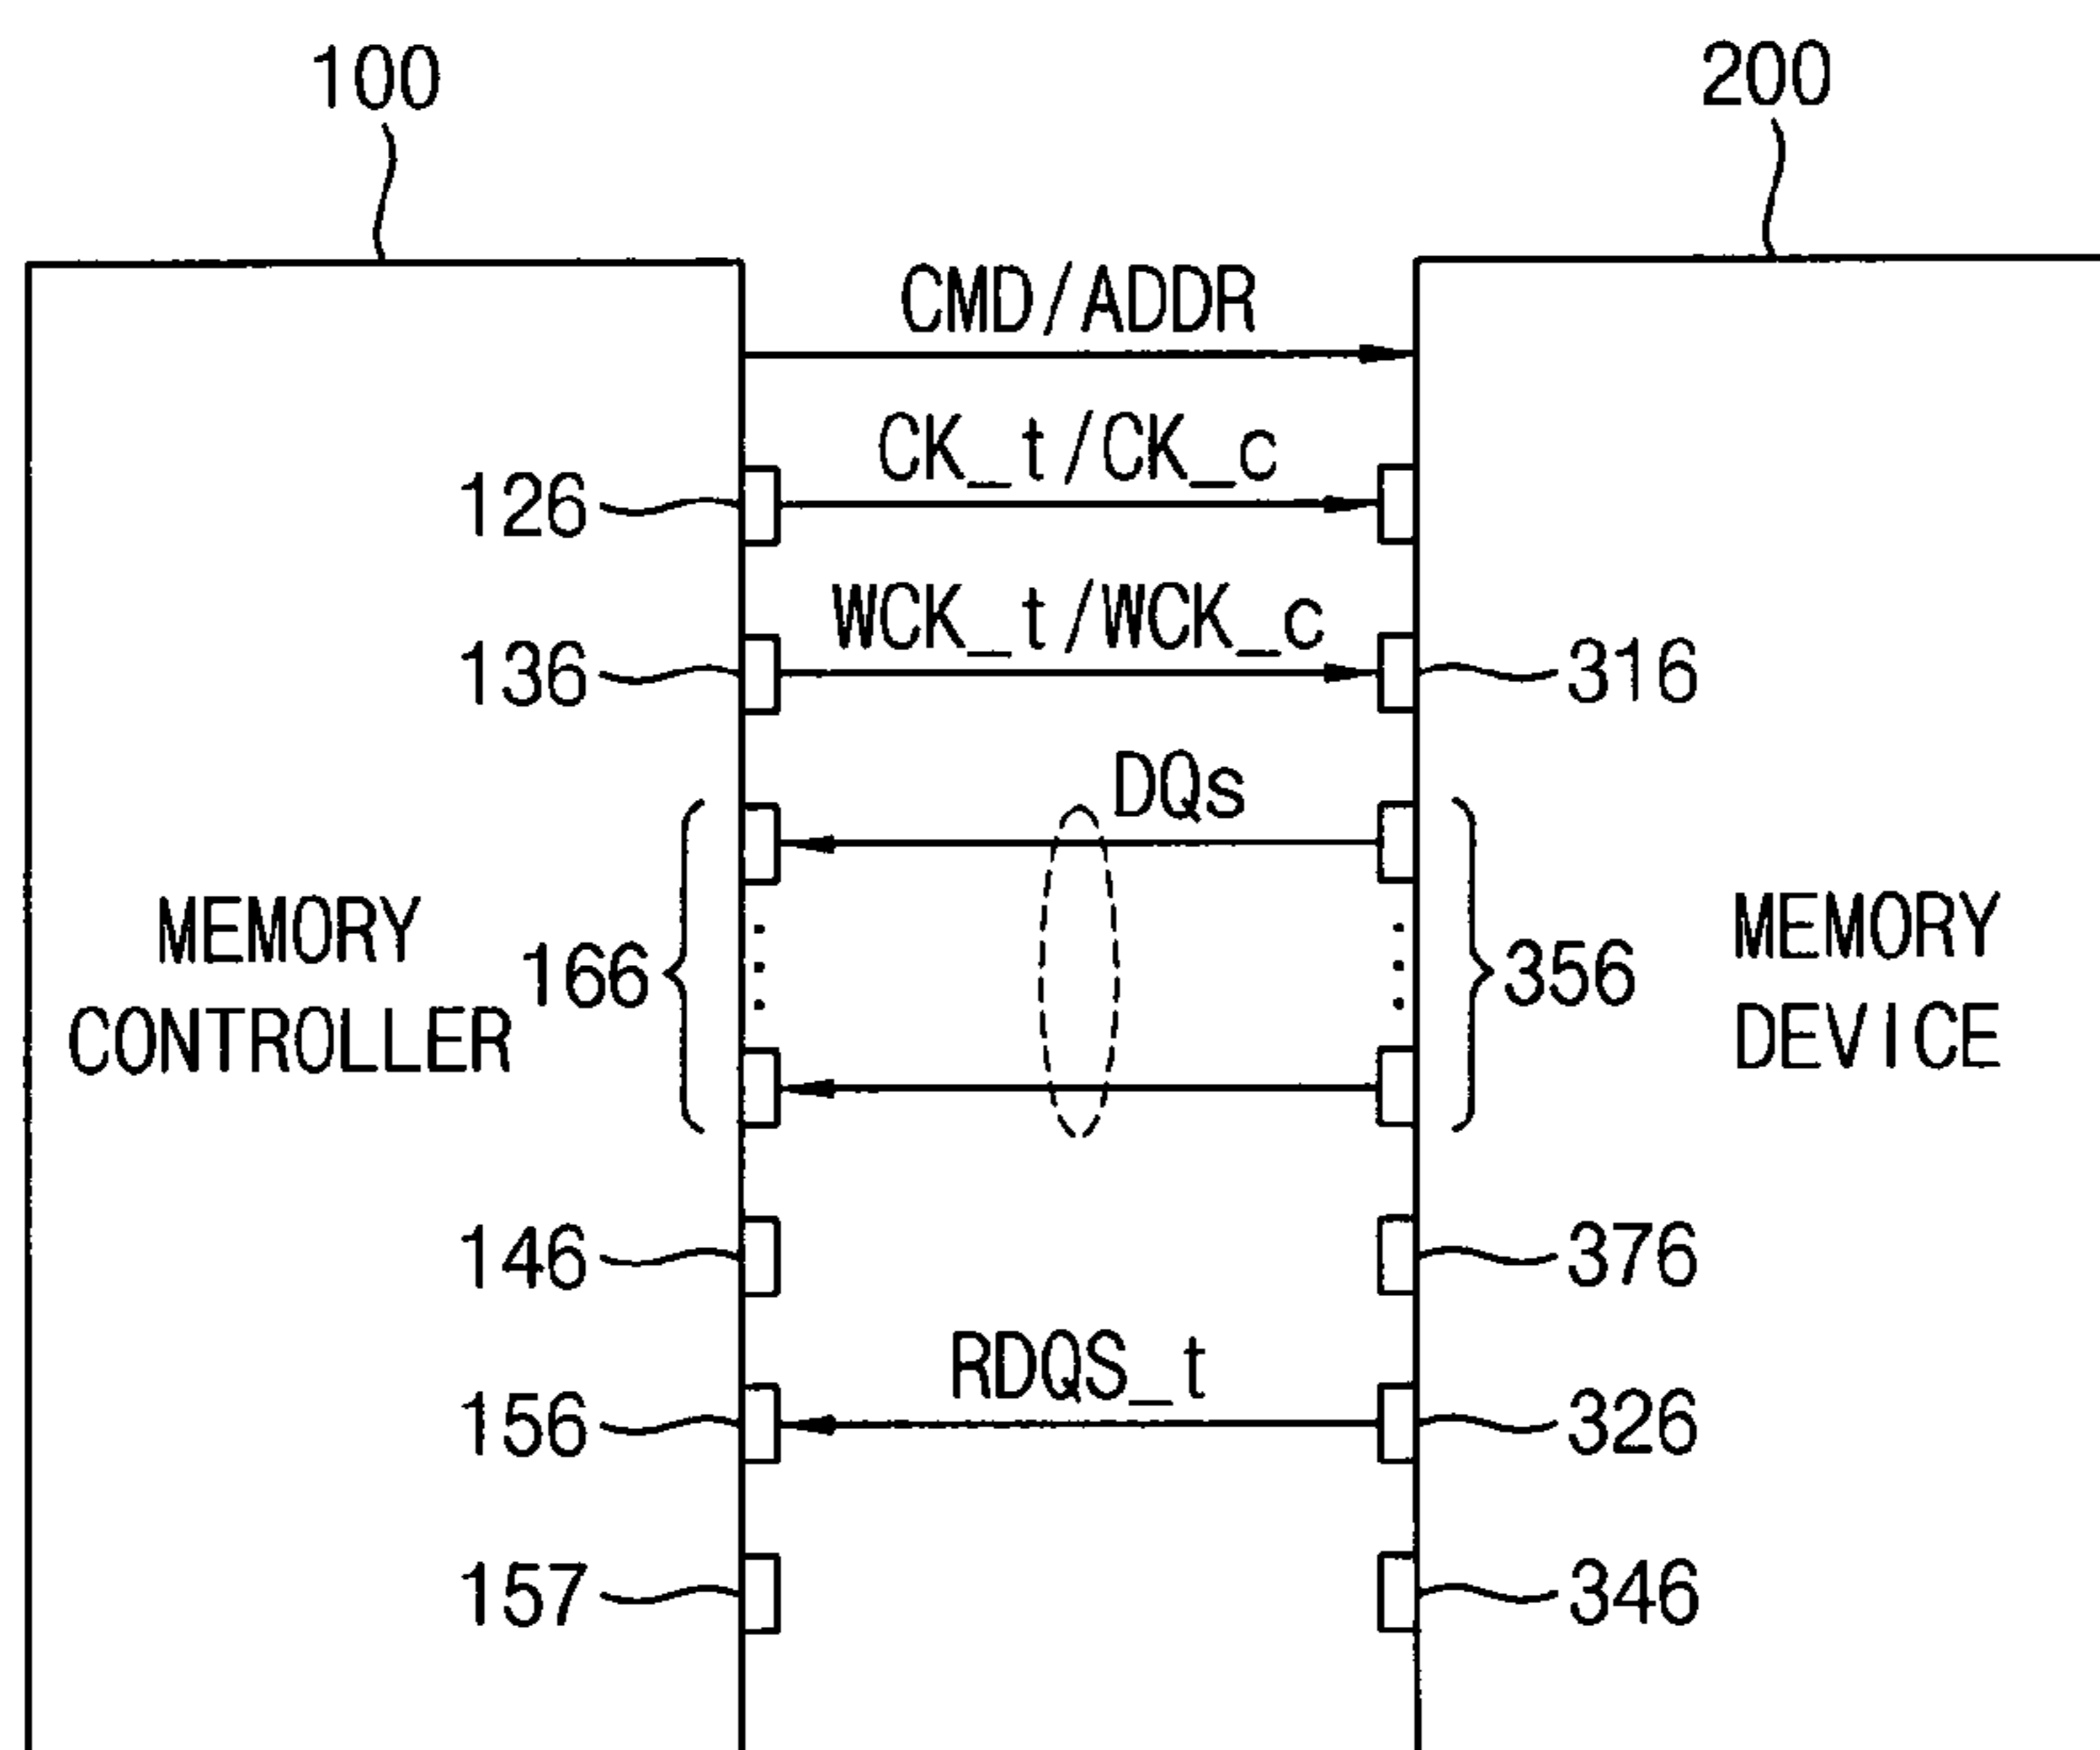 100
200
CMD/ADDR
CK_t/CK_c
126
WCK_t/WCK_c
136
316
DQs
MEMORY
CONTROLLER
166
356
MEMORY
DEVICE
146
376
RDQS_t
156
326
157
346